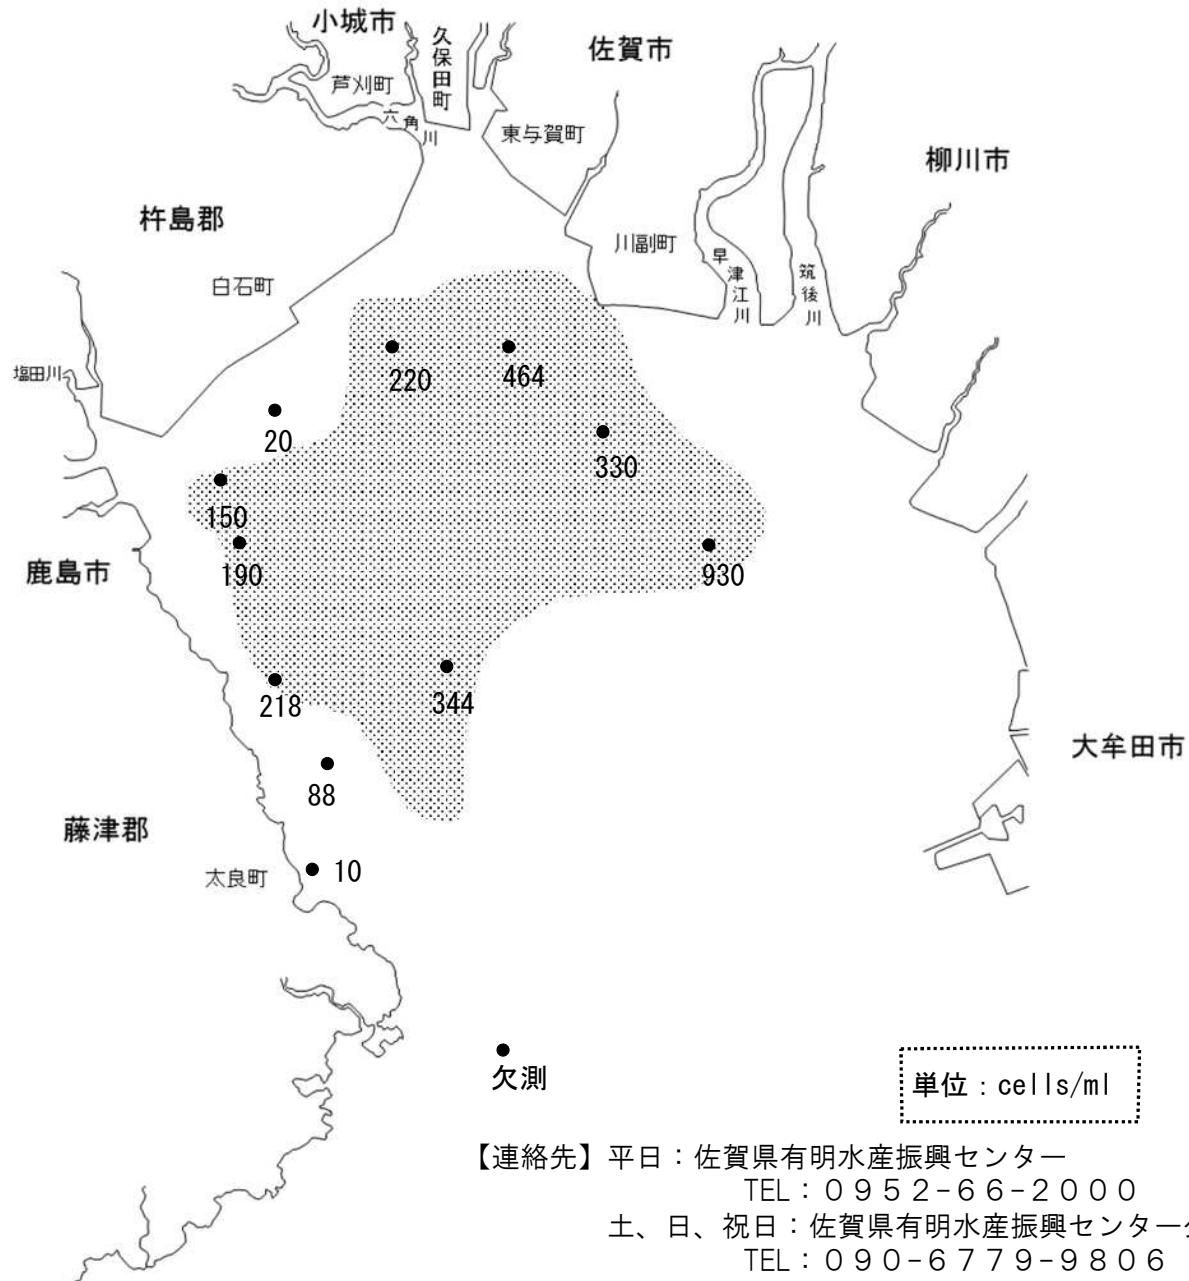 小城市
久保田町
佐賀市
芦刈町
六角川
東与賀町
柳川市
杵島郡
川副町
早津江川
筑後川
白石町
塩田川
220
464
20
330
150
190
930
鹿島市
218
344
大牟田市
88
藤津郡
太良町
10
欠測
単位：cells/ml
【連絡先】平日：佐賀県有明水産振興センター
TEL：０９５２-６６-２０００
土、日、祝日：佐賀県有明水産振興センター
TEL：０９０-６７７９-９８０６